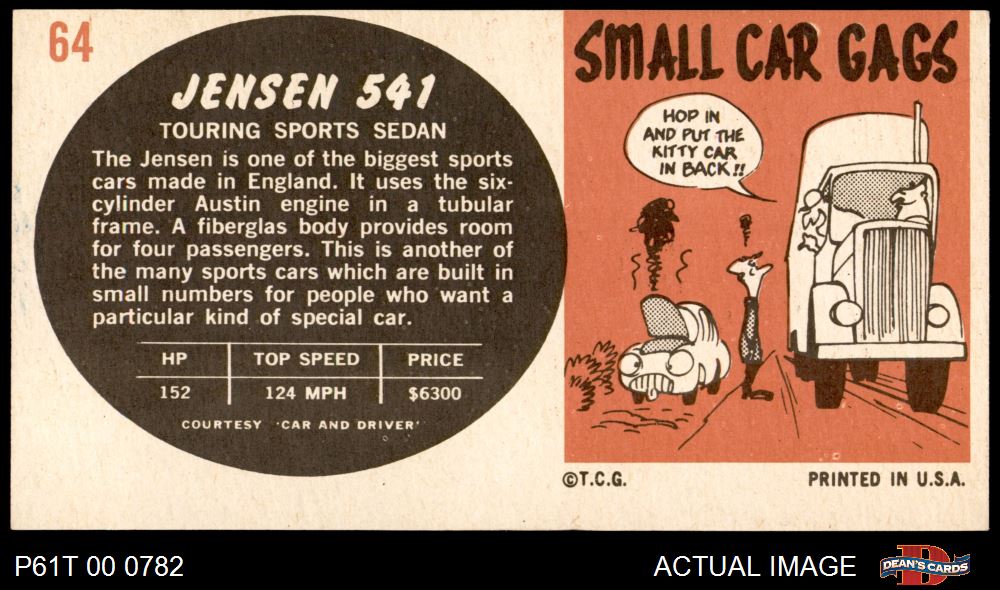 64
JENSEN 541
TOURING SPORTS SEDAN
The Jensen is one of the biggest sports
cars made in England. It uses the six-
cylinder Austin engine in a tubular
frame. A fiberglas body provides room
for four passengers. This is another of
the many sports cars which are built in
small numbers for people who want a
particular kind of special car.
HP TOP SPEED PRICE
152 124 MPH $6300
COURTESY 'CAR AND DRIVER'
SMALL CAR GAGS
HOP IN
AND PUT THE
KITTY CAR
IN BACK!!
©T.C.G. PRINTED IN U.S.A.
P61T 00 0782 ACTUAL IMAGE D DEAN'S CARDS